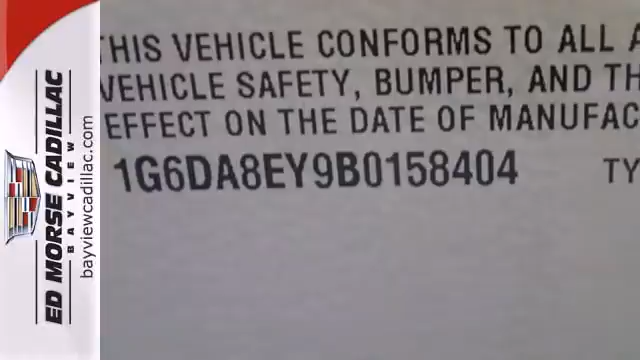 THIS VEHICLE CONFORMS TO ALL A
VEHICLE SAFETY, BUMPER, AND TH
EFFECT ON THE DATE OF MANUFAC
1G6DA8EY9B0158404 TY
ED MORSE CADILLAC
BAYVIEW
bayviewcadillac.com